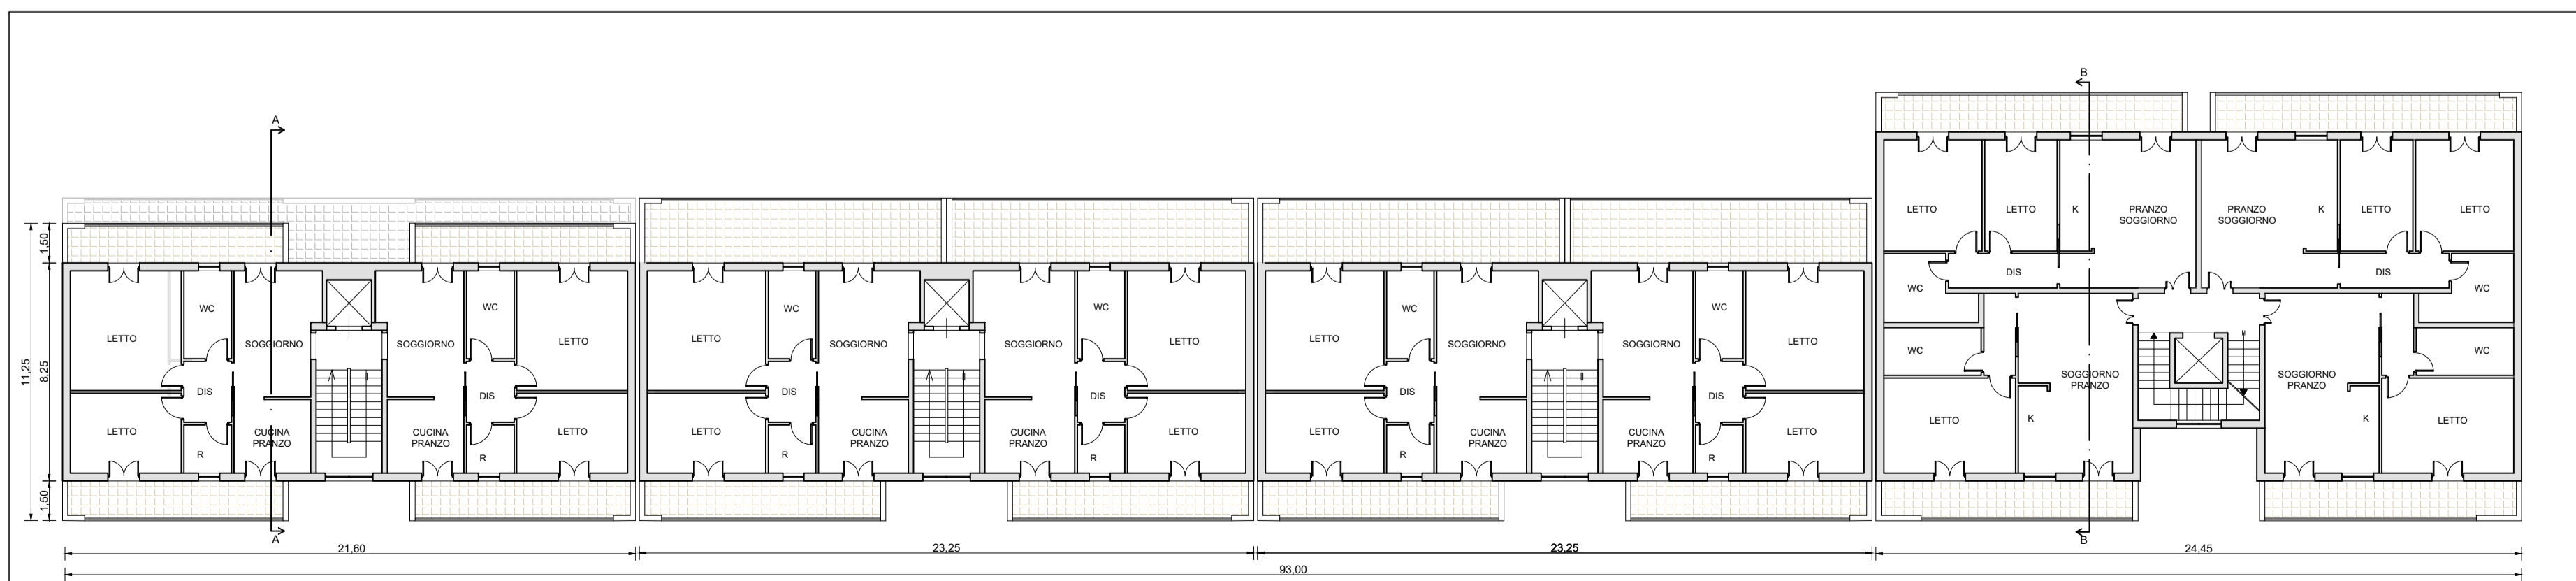 B
A
LETTO
LETTO
K
PRANZO
SOGGIORNO
PRANZO
SOGGIORNO
K
LETTO
LETTO
DIS
DIS
WC
WC
WC
WC
SOGGIORNO
PRANZO
SOGGIORNO
PRANZO
LETTO
K
K
LETTO
11,25
1,50
8,25
1,50
LETTO
WC
SOGGIORNO
SOGGIORNO
WC
LETTO
DIS
DIS
LETTO
CUCINA
PRANZO
CUCINA
PRANZO
LETTO
R
R
LETTO
WC
SOGGIORNO
SOGGIORNO
WC
LETTO
DIS
DIS
LETTO
CUCINA
PRANZO
CUCINA
PRANZO
LETTO
R
R
LETTO
WC
SOGGIORNO
SOGGIORNO
WC
LETTO
DIS
DIS
LETTO
CUCINA
PRANZO
CUCINA
PRANZO
LETTO
R
R
A
B
21,60
23,25
23,25
24,45
93,00